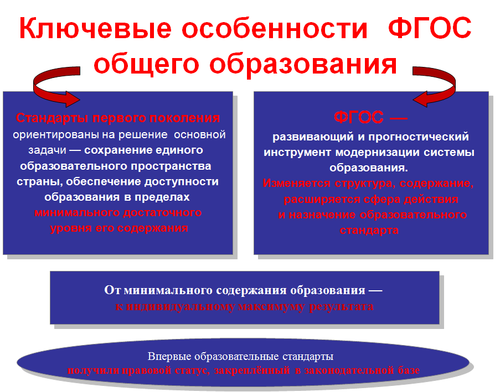 Ключевые особенности ФГОС
общего образования
Стандарты первого поколения
ориентированы на решение основной
задачи — сохранение единого
образовательного пространства
страны, обеспечение доступности
образования в пределах
минимального достаточного
уровня его содержания
ФГОС —
развивающий и прогностический
инструмент модернизации системы
образования.
Изменяется структура, содержание,
расширяется сфера действия
и назначение образовательного
стандарта
От минимального содержания образования —
к индивидуальному максимуму результата
Впервые образовательные стандарты
получили правовой статус, закреплённый в законодательной базе